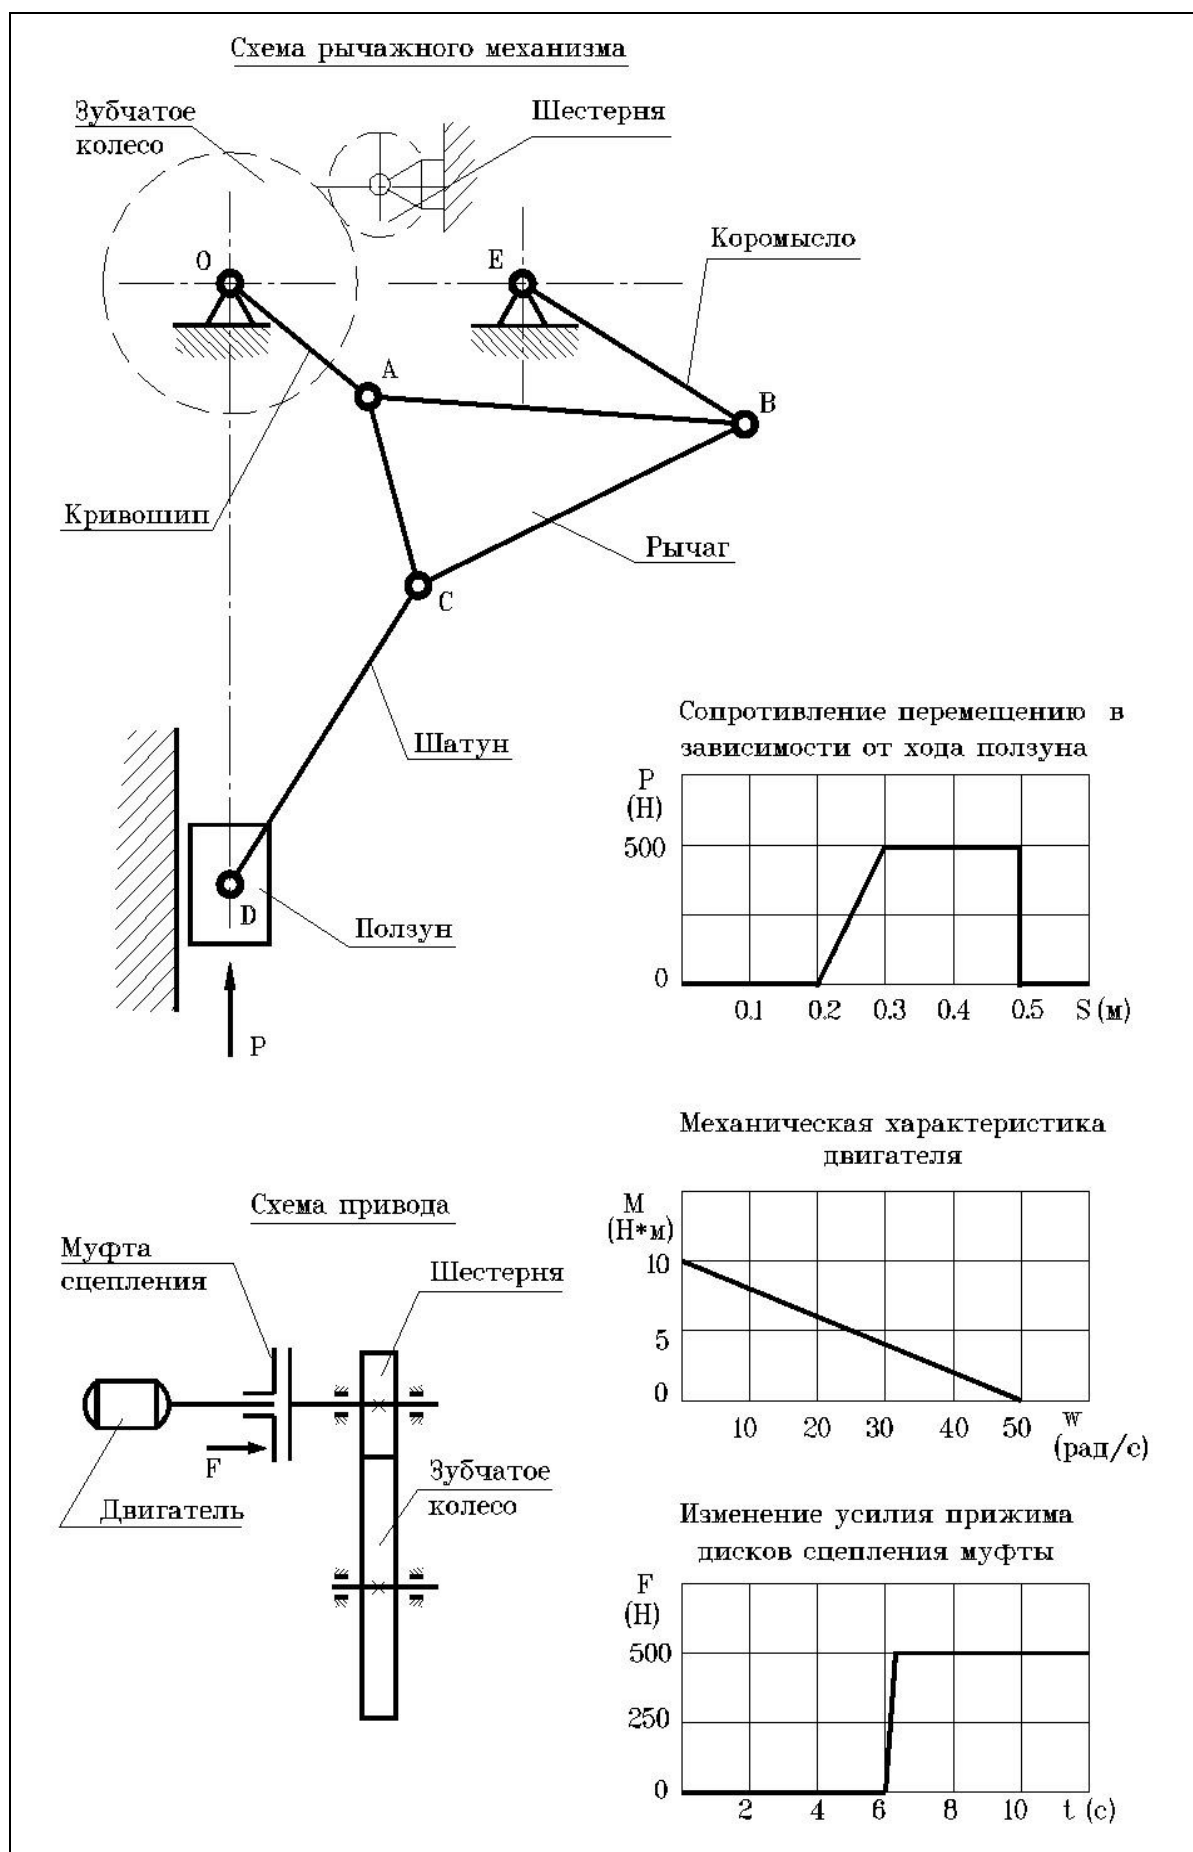 Схема рычажного механизма
Зубчатое
колесо
Шестерня
O
E
Коромысло
A
B
Кривошип
Рычаг
C
Шатун
D
Ползун
P
Сопротивление перемещению в
зависимости от хода ползуна
P
(Н)
500
0
0.1 0.2 0.3 0.4 0.5 S (м)
Механическая характеристика
двигателя
M
(Н*м)
10
5
0
10 20 30 40 50 w
(рад/с)
Схема привода
Муфта
сцепления
Шестерня
F
Двигатель
Зубчатое
колесо
Изменение усилия прижима
дисков сцепления муфты
F
(Н)
500
250
0
2 4 6 8 10 t (с)